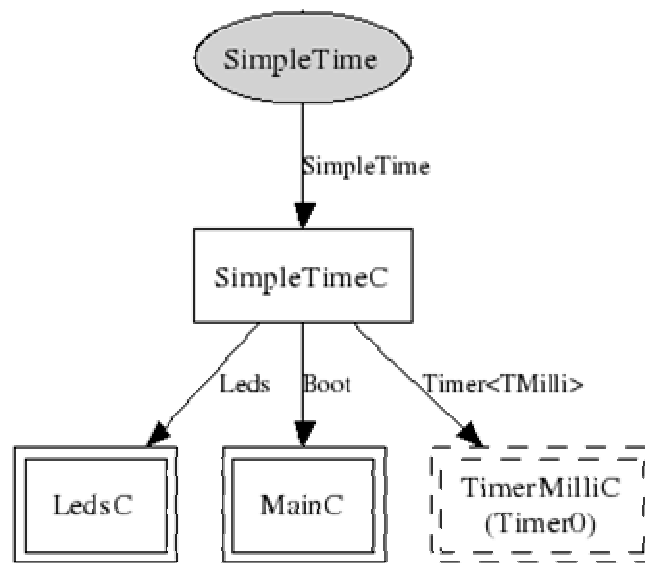 SimpleTime
SimpleTime
SimpleTimeC
Leds
Boot
Timer<TMilli>
LedsC
MainC
TimerMilliC
(Timer0)